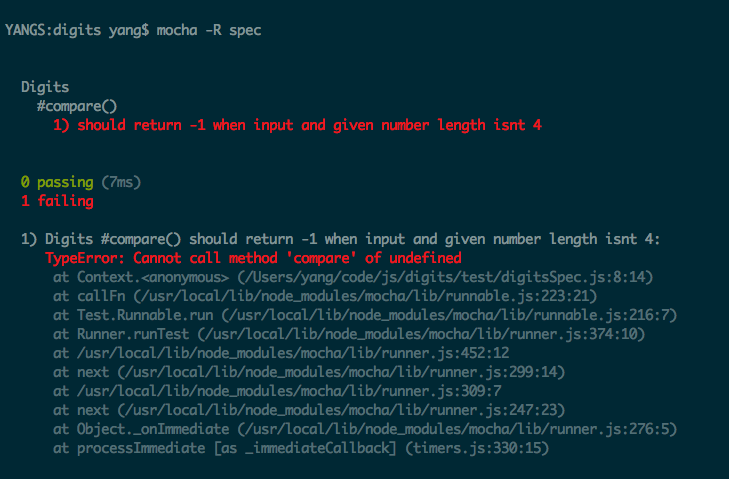 YANGS:digits yang$ mocha -R spec
Digits
#compare()
1) should return -1 when input and given number length isnt 4
0 passing (7ms)
1 failing
1) Digits #compare() should return -1 when input and given number length isnt 4:
TypeError: Cannot call method 'compare' of undefined
at Context.<anonymous> (/Users/yang/code/js/digits/test/digitsSpec.js:8:14)
at callFn (/usr/local/lib/node_modules/mocha/lib/runnable.js:223:21)
at Test.Runnable.run (/usr/local/lib/node_modules/mocha/lib/runnable.js:216:7)
at Runner.runTest (/usr/local/lib/node_modules/mocha/lib/runner.js:374:10)
at /usr/local/lib/node_modules/mocha/lib/runner.js:452:12
at next (/usr/local/lib/node_modules/mocha/lib/runner.js:299:14)
at /usr/local/lib/node_modules/mocha/lib/runner.js:309:7
at next (/usr/local/lib/node_modules/mocha/lib/runner.js:247:23)
at Object._onImmediate (/usr/local/lib/node_modules/mocha/lib/runner.js:276:5)
at processImmediate [as _immediateCallback] (timers.js:330:15)